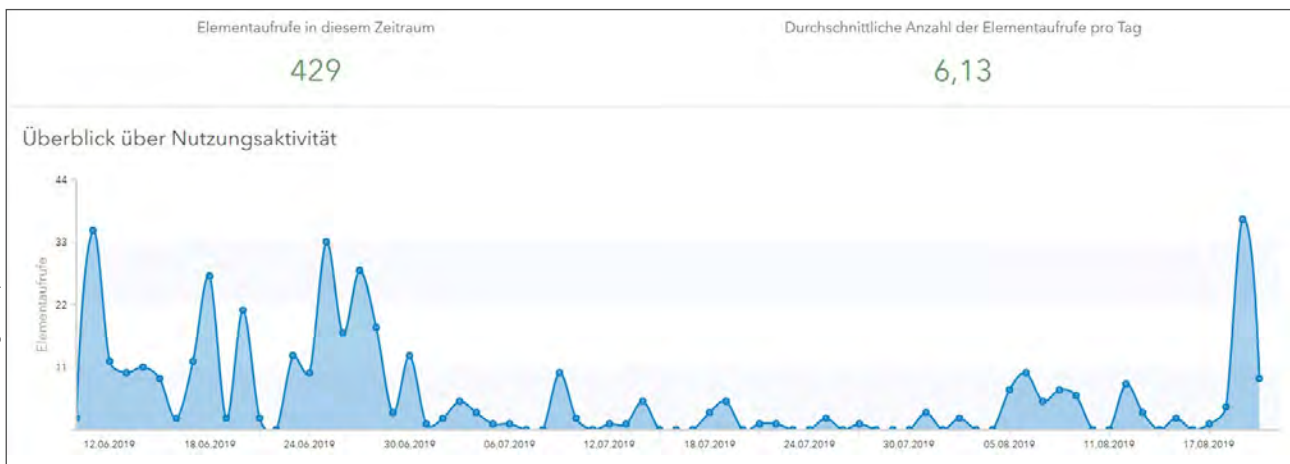 Elementaufrufe in diesem Zeitraum
Durchschnittliche Anzahl der Elementaufrufe pro Tag
429
6,13
Überblick über Nutzungsaktivität
44
33
22
11
Elementaufrufe
12.06.2019 18.06.2019 24.06.2019 30.06.2019 06.07.2019 12.07.2019 18.07.2019 24.07.2019 30.07.2019 05.08.2019 11.08.2019 17.08.2019